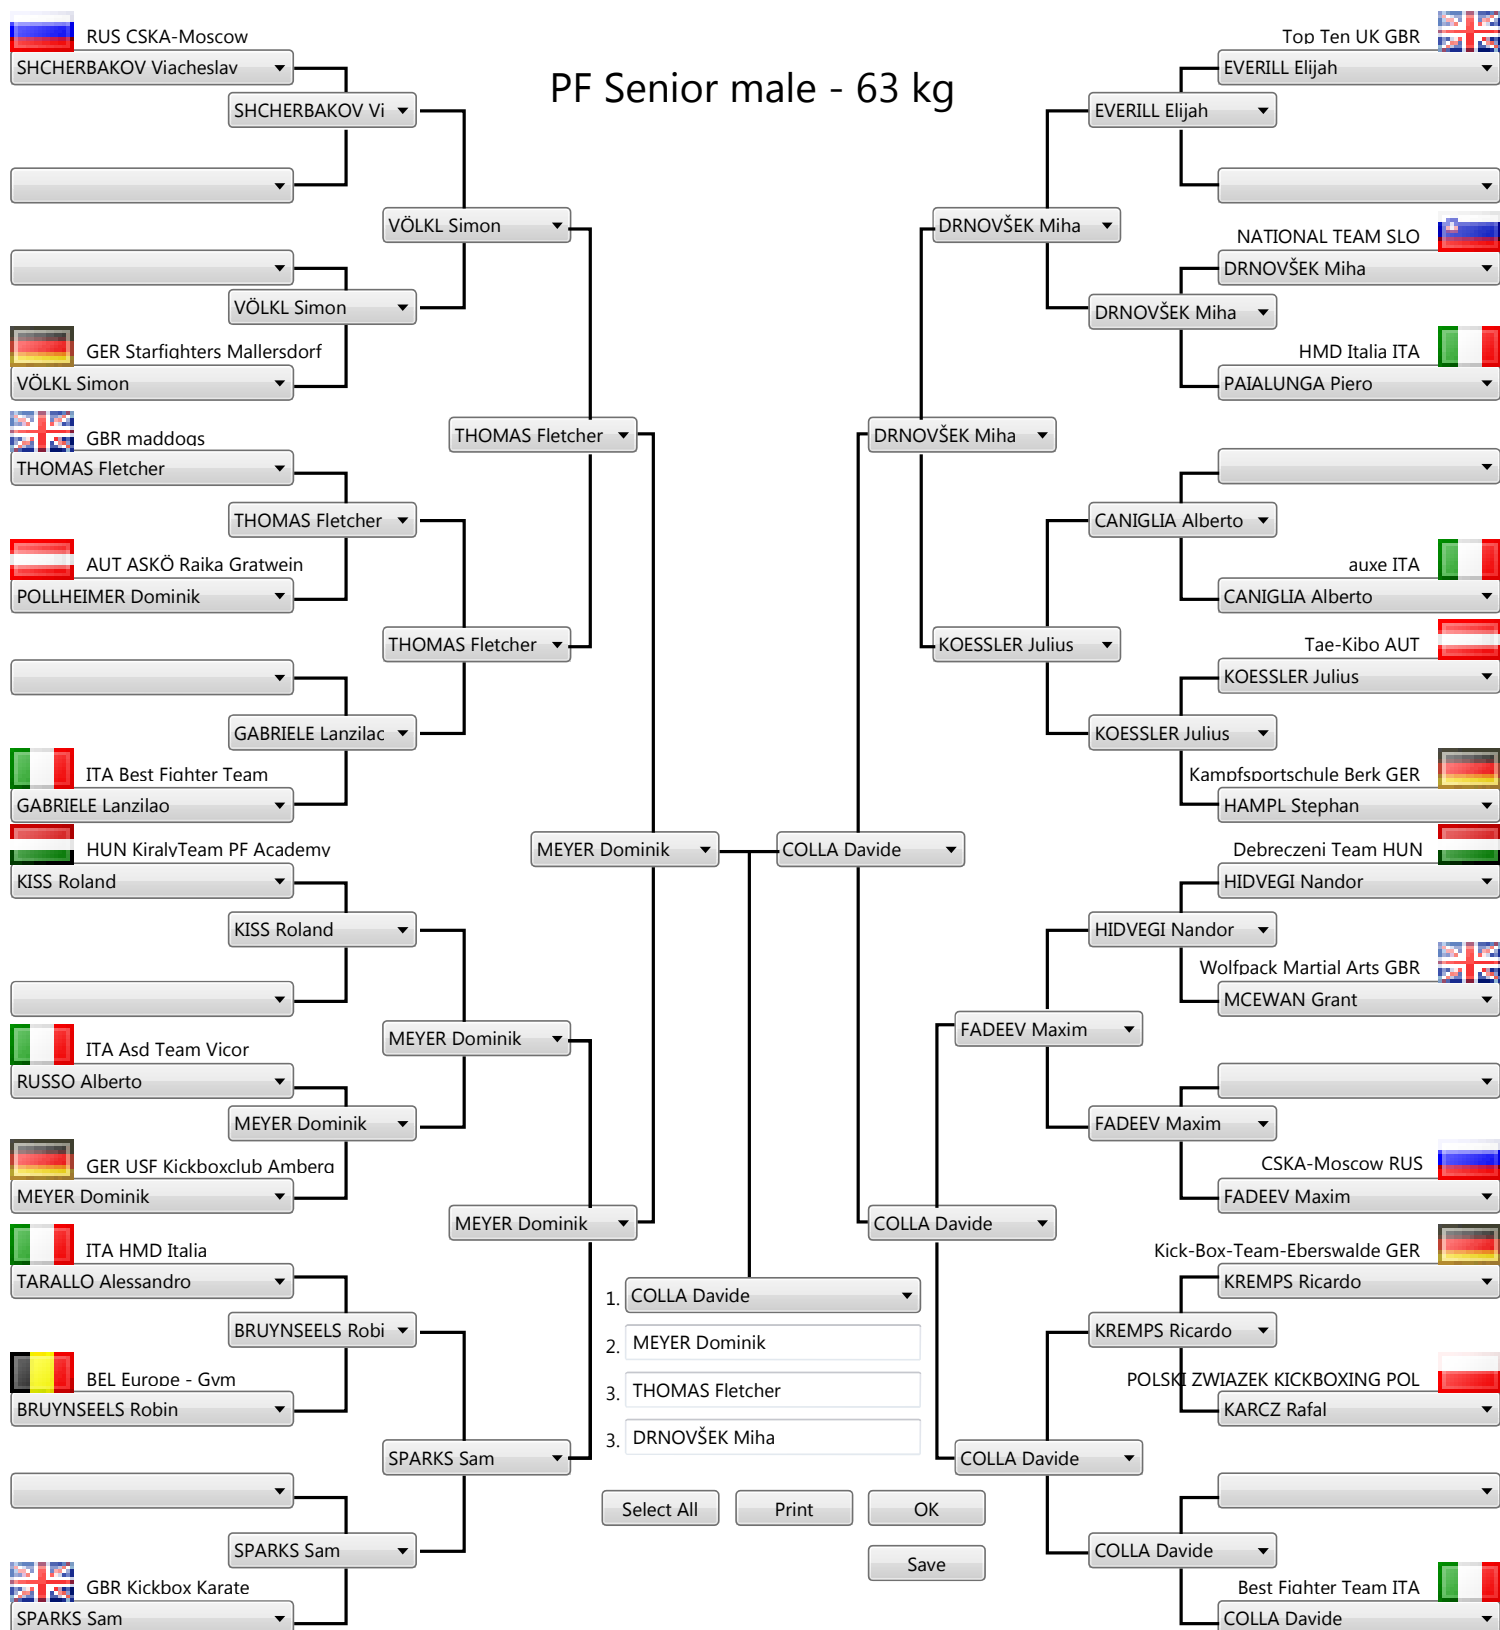 PF Senior male - 63 kg
RUS CSKA-Moscow
SHCHERBAKOV Viacheslav
SHCHERBAKOV Vi
VÖLKL Simon
VÖLKL Simon
GER Starfighters Mallersdorf
VÖLKL Simon
GBR maddogs
THOMAS Fletcher
THOMAS Fletcher
THOMAS Fletcher
AUT ASKÖ Raika Gratwein
POLLHEIMER Dominik
THOMAS Fletcher
GABRIELE Lanzilac
ITA Best Fighter Team
GABRIELE Lanzilao
HUN KiralyTeam PF Academy
KISS Roland
MEYER Dominik
KISS Roland
ITA Asd Team Vicor
RUSSO Alberto
MEYER Dominik
MEYER Dominik
GER USF Kickboxclub Amberg
MEYER Dominik
MEYER Dominik
ITA HMD Italia
TARALLO Alessandro
BRUYNSEELS Robi
BEL Europe - Gym
BRUYNSEELS Robin
SPARKS Sam
SPARKS Sam
GBR Kickbox Karate
SPARKS Sam
1. COLLA Davide
2. MEYER Dominik
3. THOMAS Fletcher
3. DRNOVŠEK Miha
Select All
Print
OK
Save
Top Ten UK GBR
EVERILL Elijah
EVERILL Elijah
DRNOVŠEK Miha
NATIONAL TEAM SLO
DRNOVŠEK Miha
DRNOVŠEK Miha
HMD Italia ITA
PAIALUNGA Piero
DRNOVŠEK Miha
CANIGLIA Alberto
auxe ITA
CANIGLIA Alberto
KOESSLER Julius
Tae-Kibo AUT
KOESSLER Julius
KOESSLER Julius
Kampfsportschule Berk GER
HAMPL Stephan
COLLA Davide
Debreczeni Team HUN
HIDVEGI Nandor
HIDVEGI Nandor
Wolfpack Martial Arts GBR
MCEWAN Grant
FADEEV Maxim
FADEEV Maxim
CSKA-Moscow RUS
FADEEV Maxim
COLLA Davide
Kick-Box-Team-Eberswalde GER
KREMPS Ricardo
KREMPS Ricardo
POLSKI ZWIAZEK KICKBOXING POL
KARCZ Rafal
COLLA Davide
COLLA Davide
Best Fighter Team ITA
COLLA Davide